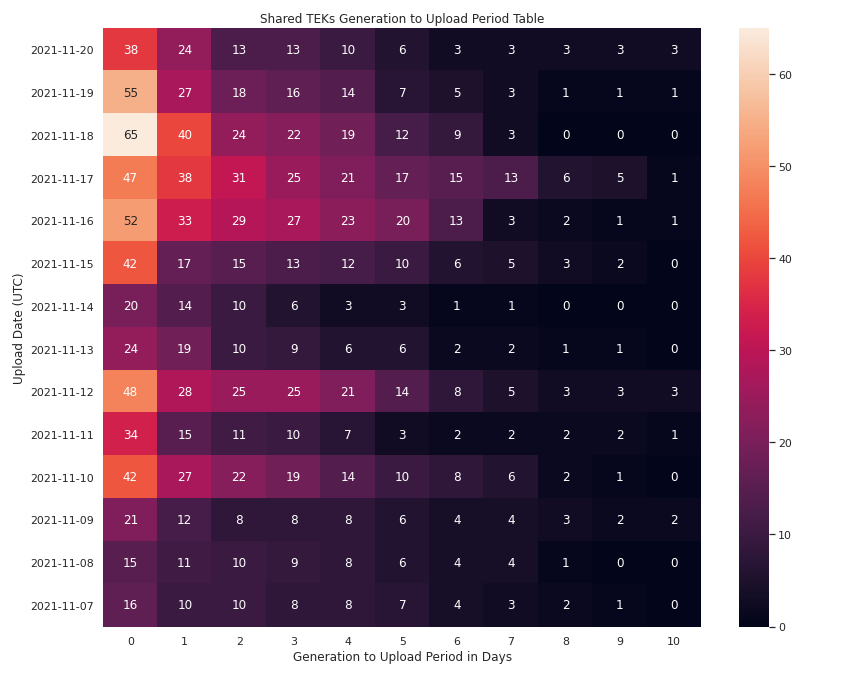 Shared TEKs Generation to Upload Period Table
2021-11-20 38 24 13 13 10 6 3 3 3 3 3
2021-11-19 55 27 18 16 14 7 5 3 1 1 1
2021-11-18 65 40 24 22 19 12 9 3 0 0 0
2021-11-17 47 38 31 25 21 17 15 13 6 5 1
2021-11-16 52 33 29 27 23 20 13 3 2 1 1
2021-11-15 42 17 15 13 12 10 6 5 3 2 0
2021-11-14 20 14 10 6 3 3 1 1 0 0 0
2021-11-13 24 19 10 9 6 6 2 2 1 1 0
2021-11-12 48 28 25 25 21 14 8 5 3 3 3
2021-11-11 34 15 11 10 7 3 2 2 2 2 1
2021-11-10 42 27 22 19 14 10 8 6 2 1 0
2021-11-09 21 12 8 8 8 6 4 4 3 2 2
2021-11-08 15 11 10 9 8 6 4 4 1 0 0
2021-11-07 16 10 10 8 8 7 4 3 2 1 0
0 1 2 3 4 5 6 7 8 9 10
Generation to Upload Period in Days
Upload Date (UTC)
60
50
40
30
20
10
0